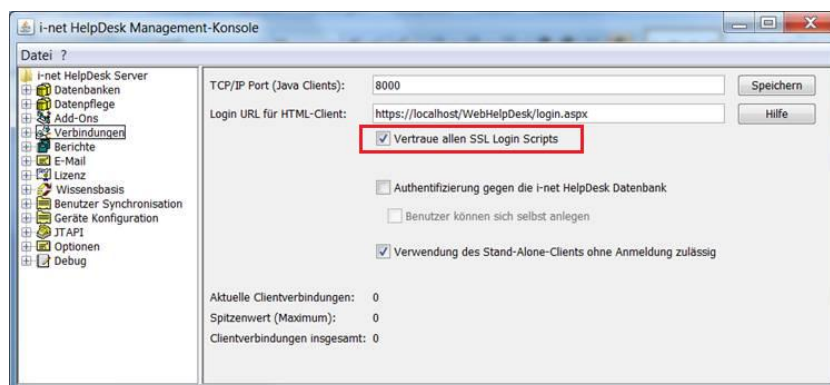 i-net HelpDesk Management-Konsole
Datei ?
i-net HelpDesk Server
Datenbanken
Datenpflege
Add-Ons
Verbindungen
Berichte
E-Mail
Lizenz
Wissensbasis
Benutzer Synchronisation
Geräte Konfiguration
JTAPI
Optionen
Debug
TCP/IP Port (Java Clients): 8000 Speichern
Login URL für HTML-Client: https://localhost/WebHelpDesk/login.aspx Hilfe
Vertraue allen SSL Login Scripts
Authentifizierung gegen die i-net HelpDesk Datenbank
Benutzer können sich selbst anlegen
Verwendung des Stand-Alone-Clients ohne Anmeldung zulässig
Aktuelle Clientverbindungen: 0
Spitzenwert (Maximum): 0
Clientverbindungen insgesamt: 0